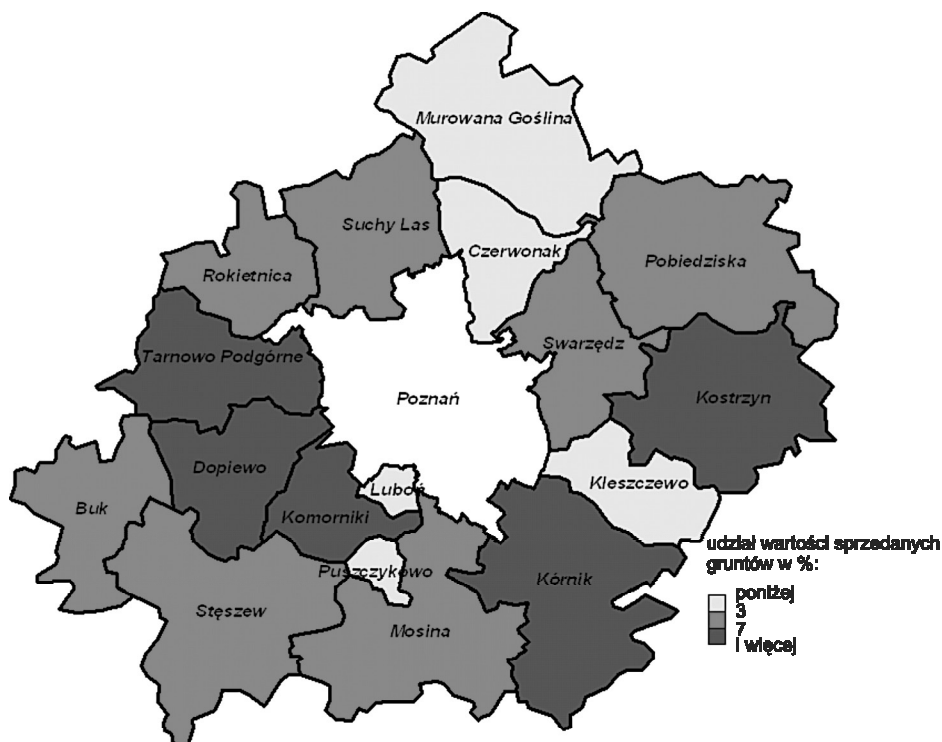 Murowana Goślina
Suchy Las
Czerwonak
Rokietnica
Pobiedziska
Tarnowo Podgórne
Swarzędz
Poznań
Kostrzyn
Dopiewo
Buk
Luboń
Kleszczewo
Komorniki
Puszczykowo
Kórnik
Stęszew
Mosina
udział wartości sprzedanych
gruntów w %:
poniżej
3
7
i więcej